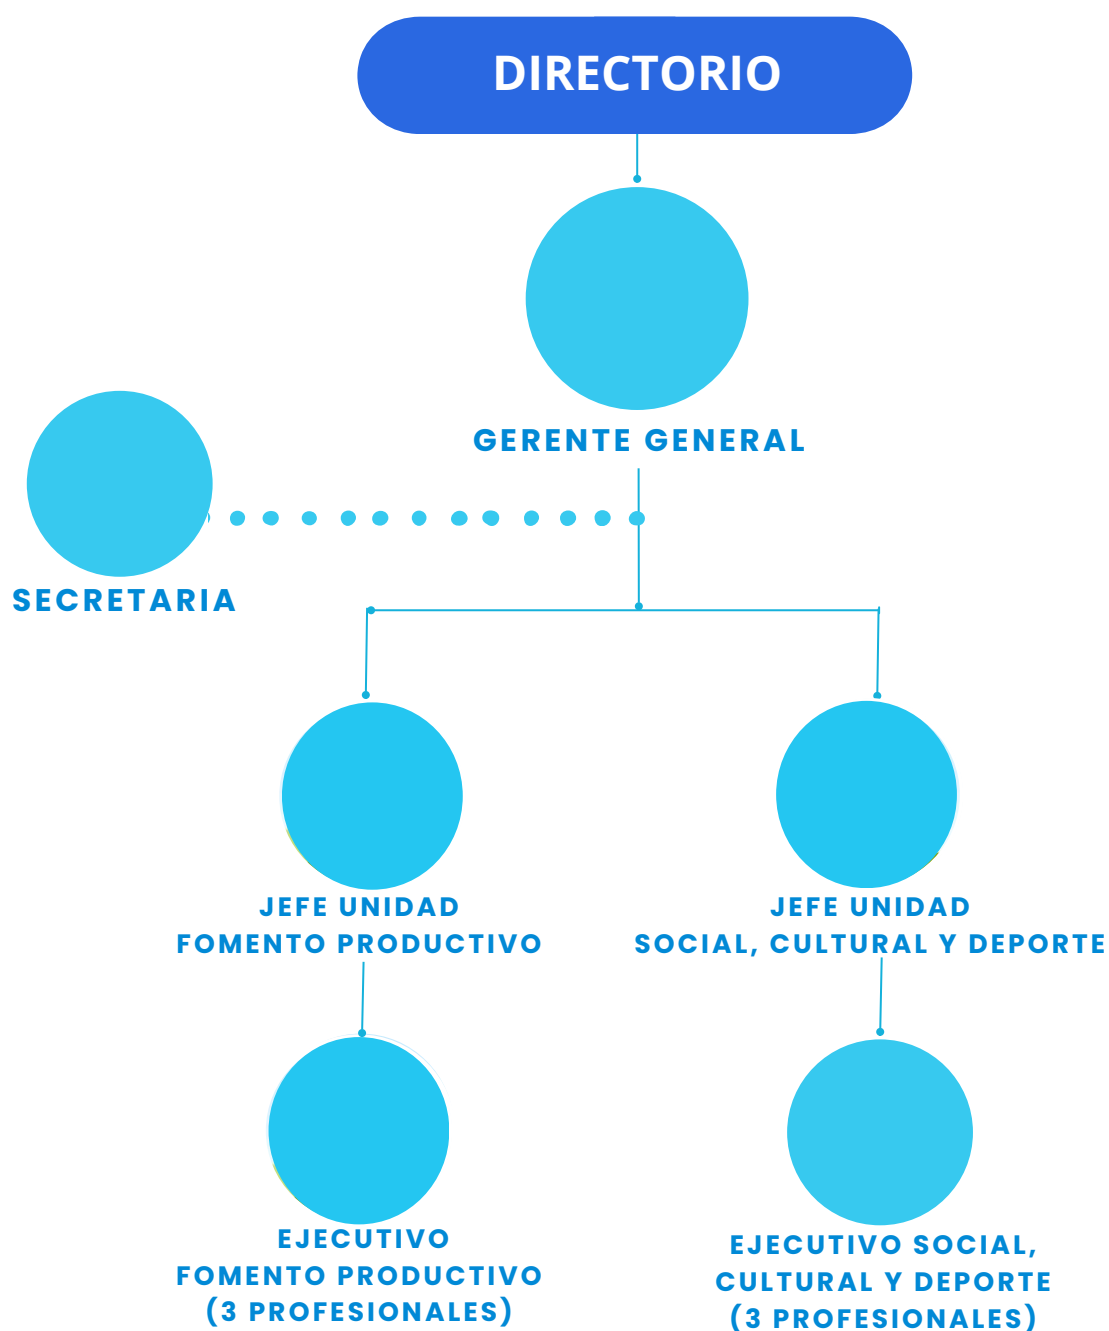 DIRECTORIO
GERENTE GENERAL
SECRETARIA
JEFE UNIDAD
FOMENTO PRODUCTIVO
JEFE UNIDAD
SOCIAL, CULTURAL Y DEPORTE
EJECUTIVO
FOMENTO PRODUCTIVO
(3 PROFESIONALES)
EJECUTIVO SOCIAL,
CULTURAL Y DEPORTE
(3 PROFESIONALES)